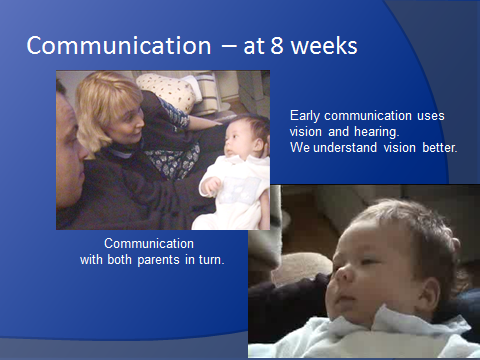 Communication – at 8 weeks
Early communication uses
vision and hearing.
We understand vision better.
Communication
with both parents in turn.